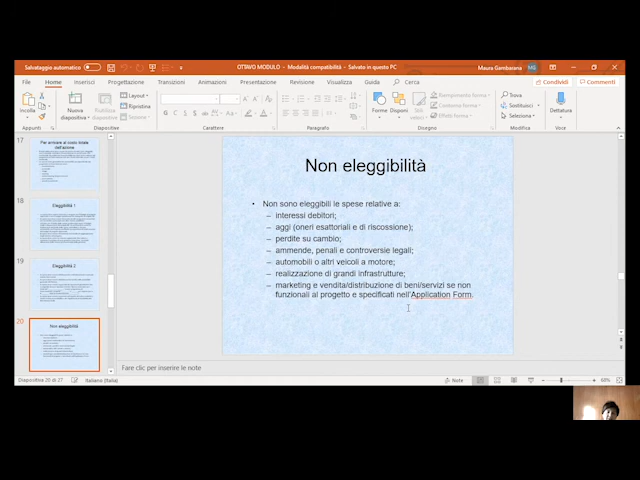 Salvataggio automatico
OTTAVO MODULO – Modalità compatibilità – Salvato in questo PC
Maura Gambarana
MG
File
Home
Inserisci
Progettazione
Transizioni
Animazioni
Presentazione
Revisione
Visualizza
Guida
Cerca
Condividi
Commenti
Incolla
Nuova
diapositiva
Riutilizza
diapositive
Layout
Ripristina
Sezione
Forme
Disponi
Stili
Riempimento forma
Contorno forma
Effetti forma
Trova
Sostituisci
Seleziona
Dettatura
Appunti
Diapositive
Carattere
Paragrafo
Disegno
Modifica
Voce
17
Per arrivare al costo totale
dell'azione
18
Eleggibilità 1
19
Eleggibilità 2
20
Non eleggibilità
Non eleggibilità
• Non sono eleggibili le spese relative a:
– interessi debitori;
– aggi (oneri esattoriali e di riscossione);
– perdite su cambio;
– ammende, penali e controversie legali;
– automobili o altri veicoli a motore;
– realizzazione di grandi infrastrutture;
– marketing e vendita/distribuzione di beni/servizi se non
funzionali al progetto e specificati nell'Application Form.
Fare clic per inserire le note
Diapositiva 20 di 27
Italiano (Italia)
Note
68%